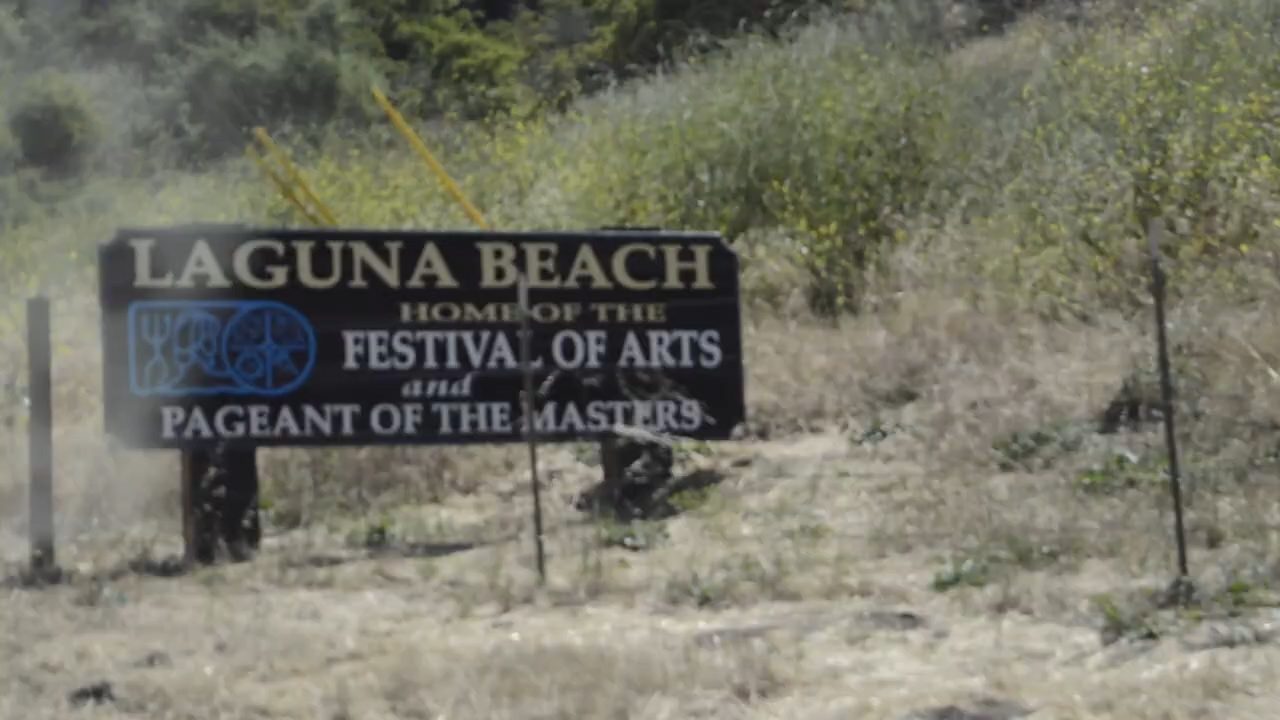 LAGUNA BEACH
HOME OF THE
FESTIVAL OF ARTS
and
PAGEANT OF THE MASTERS